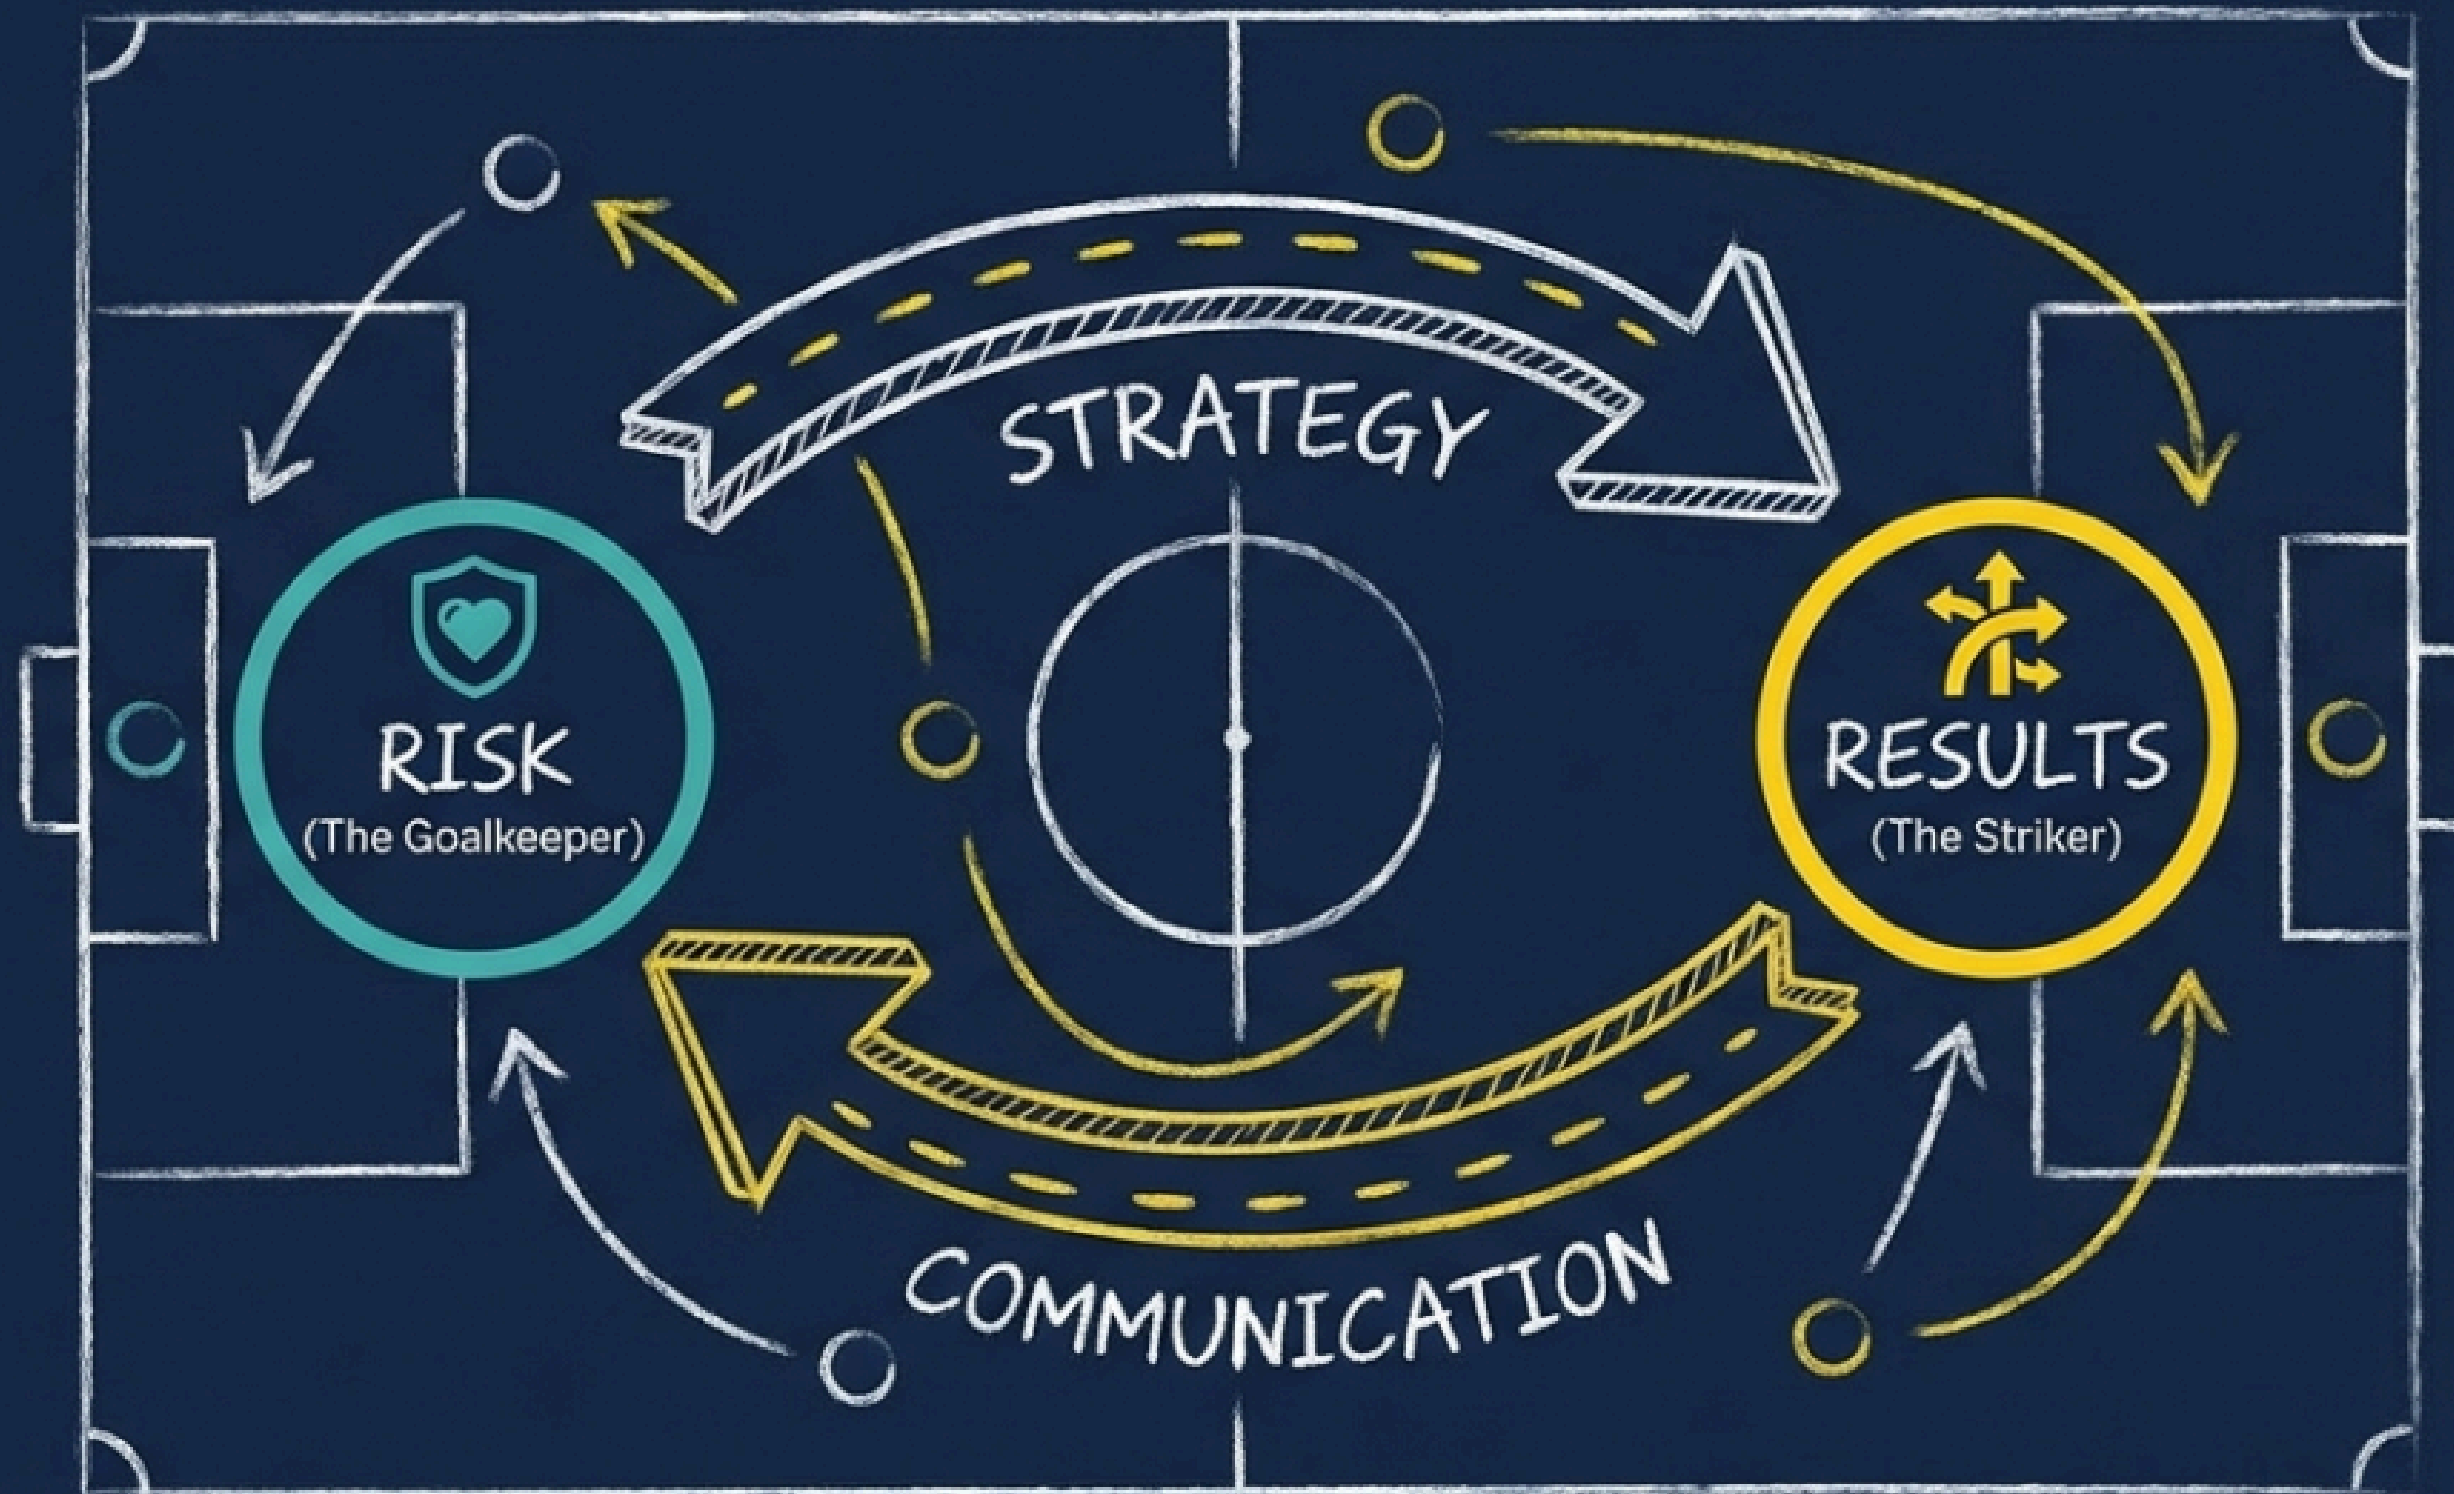 STRATEGY
RISK
(The Goalkeeper)
RESULTS
(The Striker)
COMMUNICATION